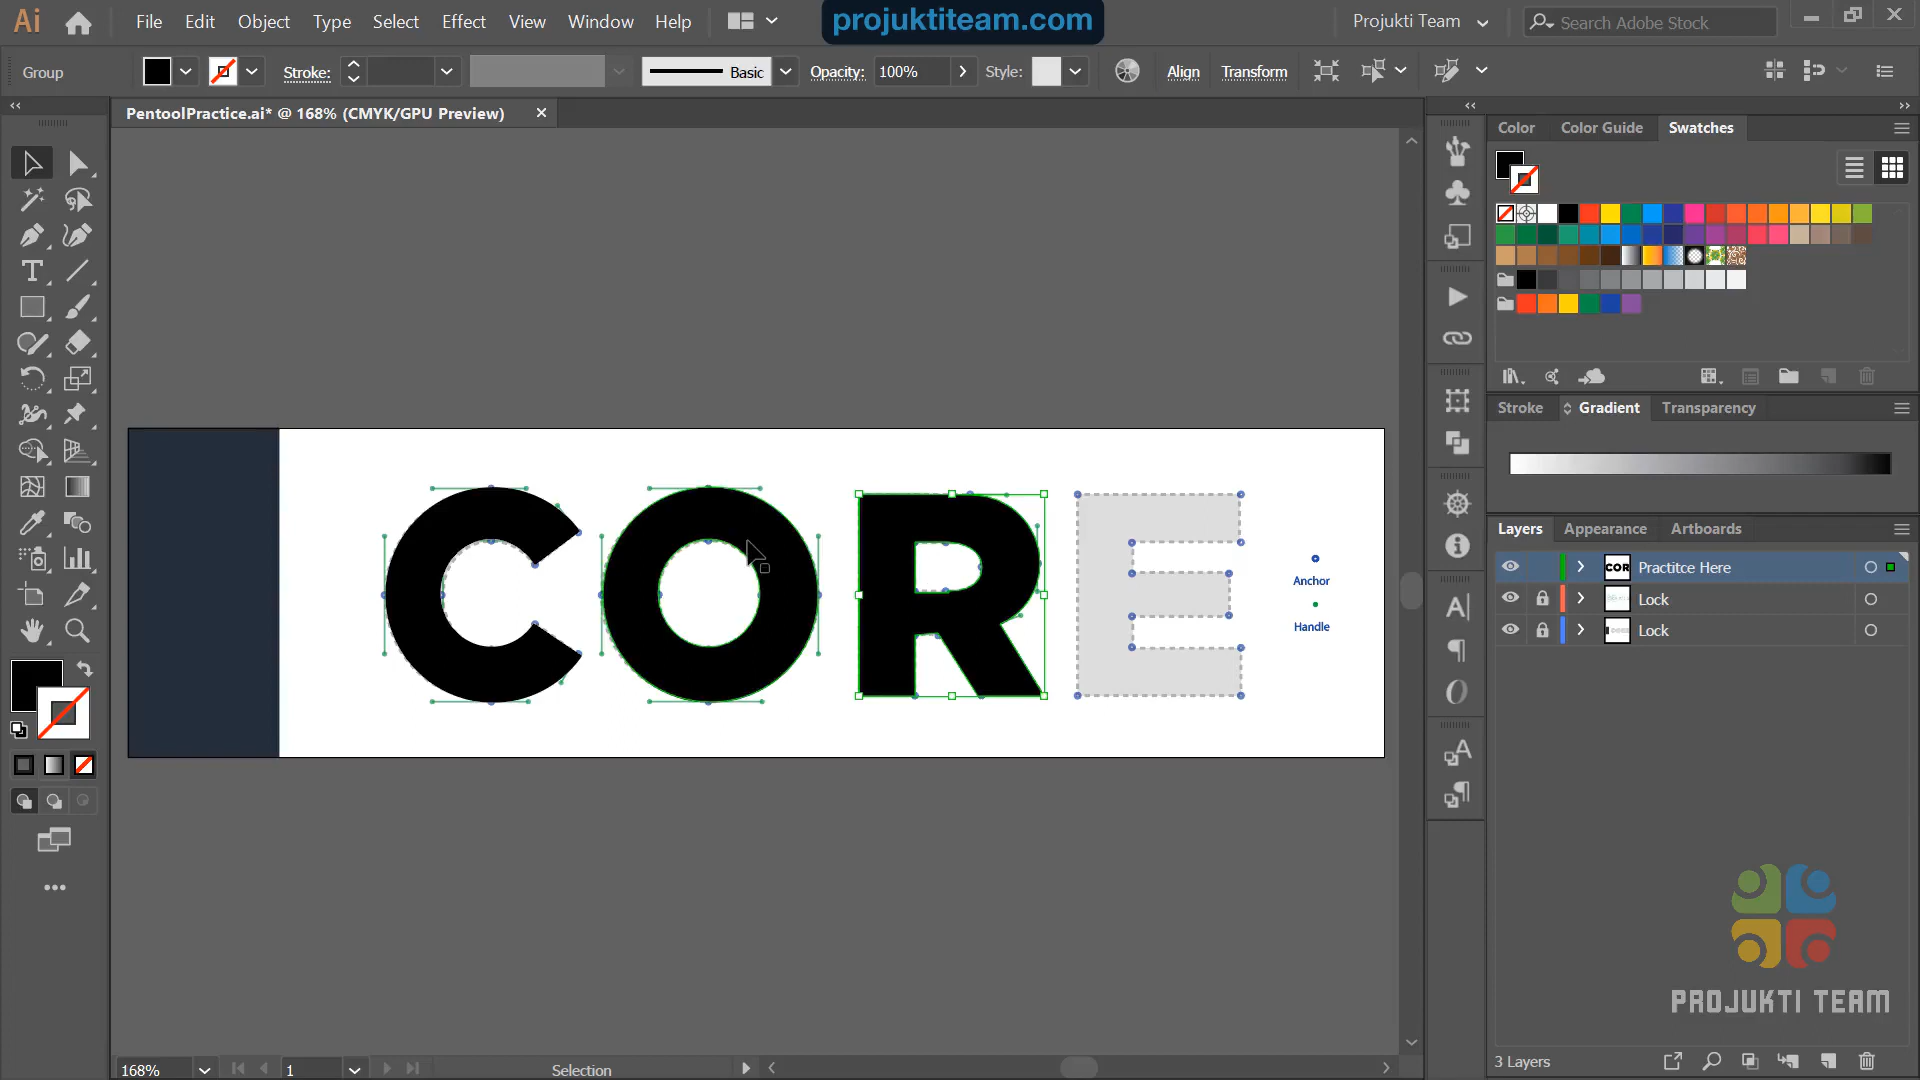 Ai File Edit Object Type Select Effect View Window Help projuktiteam.com Projukti Team Search Adobe Stock
Group Stroke: Basic Opacity: 100% Style: Align Transform
PentoolPractice.ai* @ 168% (CMYK/GPU Preview)
Color Color Guide Swatches
Stroke Gradient Transparency
CORE
Anchor
Handle
Layers Appearance Artboards
COR Practitce Here
Lock
Lock
PROJUKTI TEAM
3 Layers
168% 1 Selection